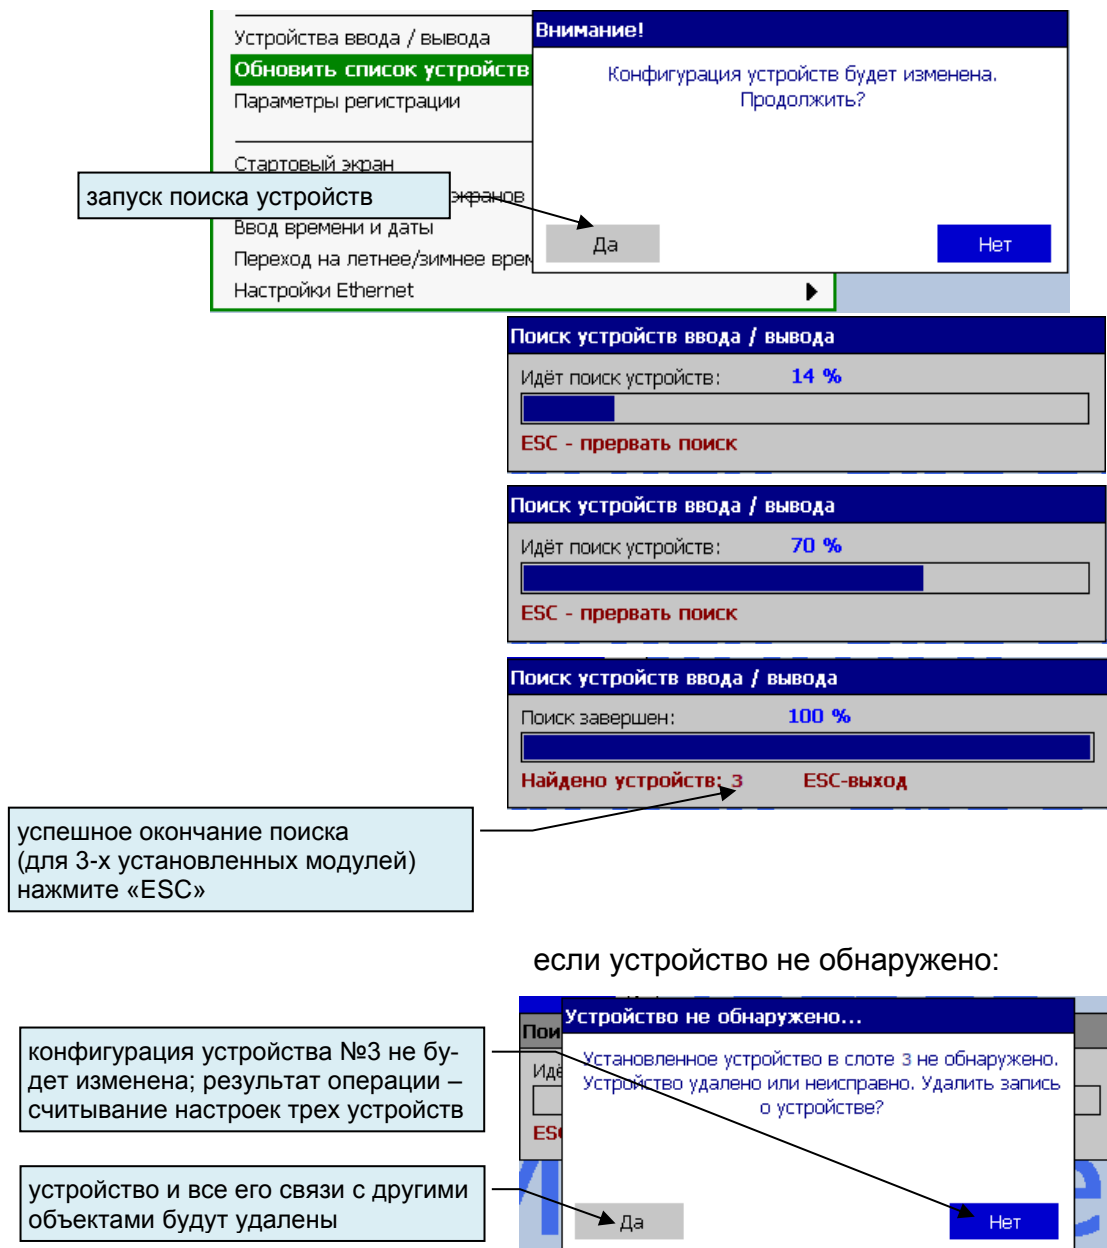 Устройства ввода / вывода
Обновить список устройств
Параметры регистрации
Стартовый экран
экранов
Ввод времени и даты
Переход на летнее/зимнее врем
Настройки Ethernet
Внимание!
Конфигурация устройств будет изменена.
Продолжить?
Да
Нет
запуск поиска устройств
Поиск устройств ввода / вывода
Идёт поиск устройств: 14 %
ESC - прервать поиск
Поиск устройств ввода / вывода
Идёт поиск устройств: 70 %
ESC - прервать поиск
Поиск устройств ввода / вывода
Поиск завершен: 100 %
Найдено устройств: 3 ESC-выход
успешное окончание поиска
(для 3-х установленных модулей)
нажмите «ESC»
если устройство не обнаружено:
Пои
Идё
ESC
Устройство не обнаружено...
Установленное устройство в слоте 3 не обнаружено.
Устройство удалено или неисправно. Удалить запись
о устройстве?
Да
Нет
конфигурация устройства №3 не бу-
дет изменена; результат операции –
считывание настроек трех устройств
устройство и все его связи с другими
объектами будут удалены